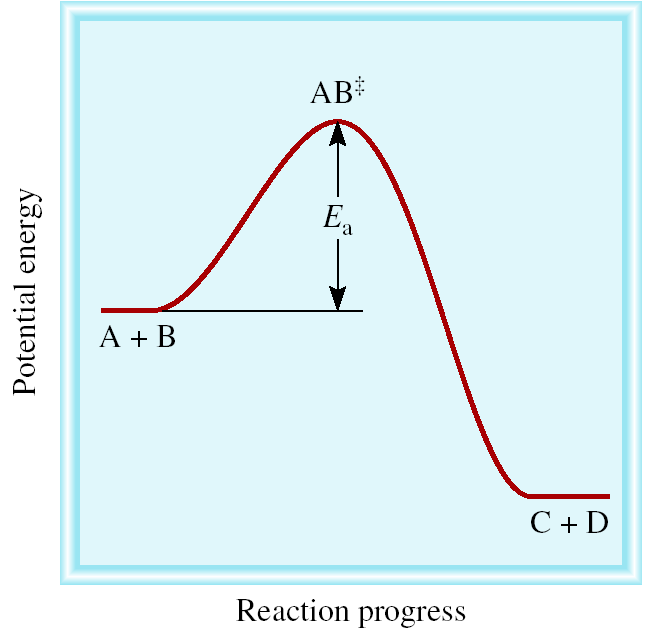 AB‡
Eₐ
Potential energy
A + B
C + D
Reaction progress